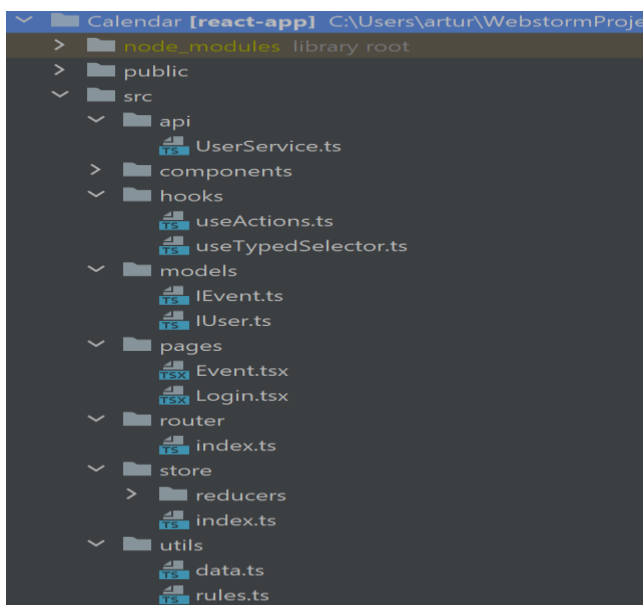 Calendar [react-app] C:\Users\artur\WebstormProje
node_modules library root
public
src
api
TS UserService.ts
components
hooks
TS useActions.ts
TS useTypedSelector.ts
models
TS IEvent.ts
TS IUser.ts
pages
TSX Event.tsx
TSX Login.tsx
router
TS index.ts
store
reducers
TS index.ts
utils
TS data.ts
TS rules.ts